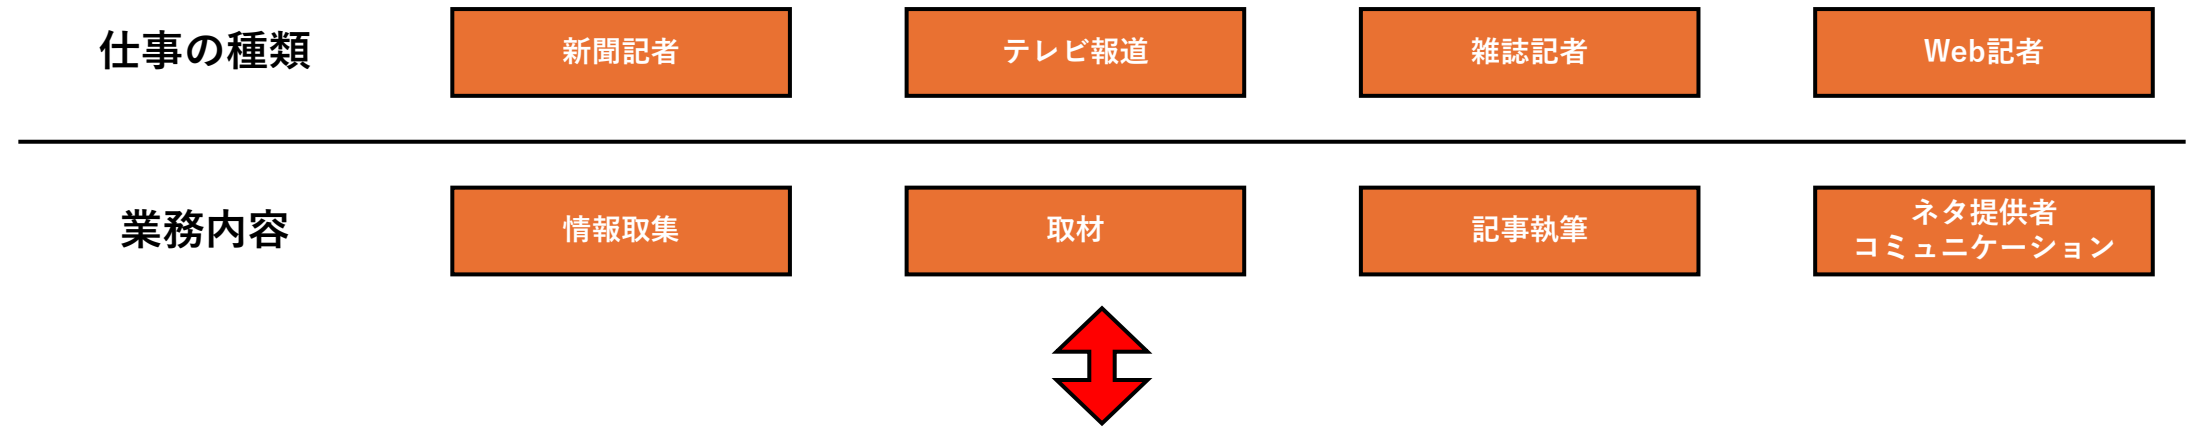 仕事の種類
新聞記者
テレビ報道
雑誌記者
Web記者
業務内容
情報取集
取材
記事執筆
ネタ提供者
コミュニケーション